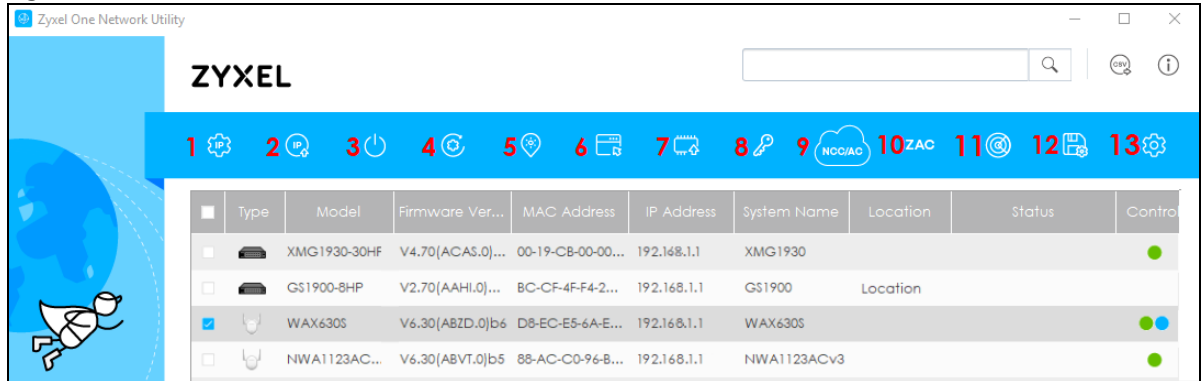 Zyxel One Network Utility
ZYXEL
CSV
1 IP 2 IP 3 4 5 6 7 8 9 NCC/AC 10 ZAC 11 12 13
Type Model Firmware Ver... MAC Address IP Address System Name Location Status Control
XMG1930-30HP V4.70(ACAS.0)... 00-19-CB-00-00... 192.168.1.1 XMG1930
GS1900-8HP V2.70(AAHI.0)... BC-CF-4F-F4-2... 192.168.1.1 GS1900 Location
WAX630S V6.30(ABZD.0)b6 D8-EC-E5-6A-E... 192.168.1.1 WAX630S
NWA1123AC... V6.30(ABVT.0)b5 88-AC-C0-96-B... 192.168.1.1 NWA1123ACv3